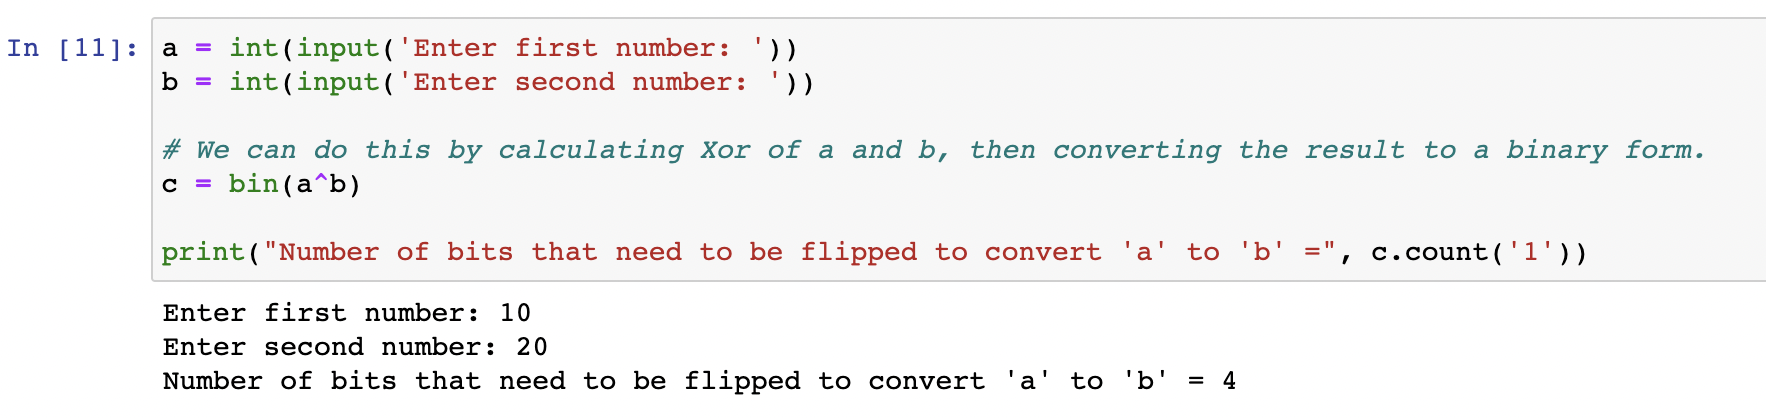 In [11]: a = int(input('Enter first number: '))
b = int(input('Enter second number: '))
# We can do this by calculating Xor of a and b, then converting the result to a binary form.
c = bin(a^b)
print("Number of bits that need to be flipped to convert 'a' to 'b' =", c.count('1'))
Enter first number: 10
Enter second number: 20
Number of bits that need to be flipped to convert 'a' to 'b' = 4